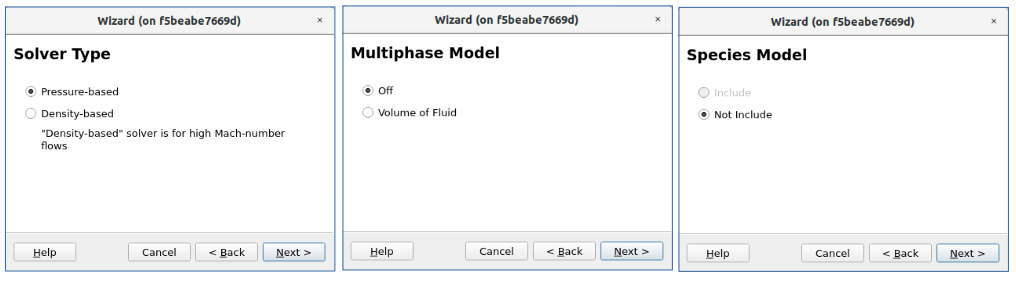 Wizard (on f5beabe7669d) ×
Solver Type
Pressure-based
Density-based
"Density-based" solver is for high Mach-number
flows
Help Cancel < Back Next >
Wizard (on f5beabe7669d) ×
Multiphase Model
Off
Volume of Fluid
Help Cancel < Back Next >
Wizard (on f5beabe7669d) ×
Species Model
Include
Not Include
Help Cancel < Back Next >